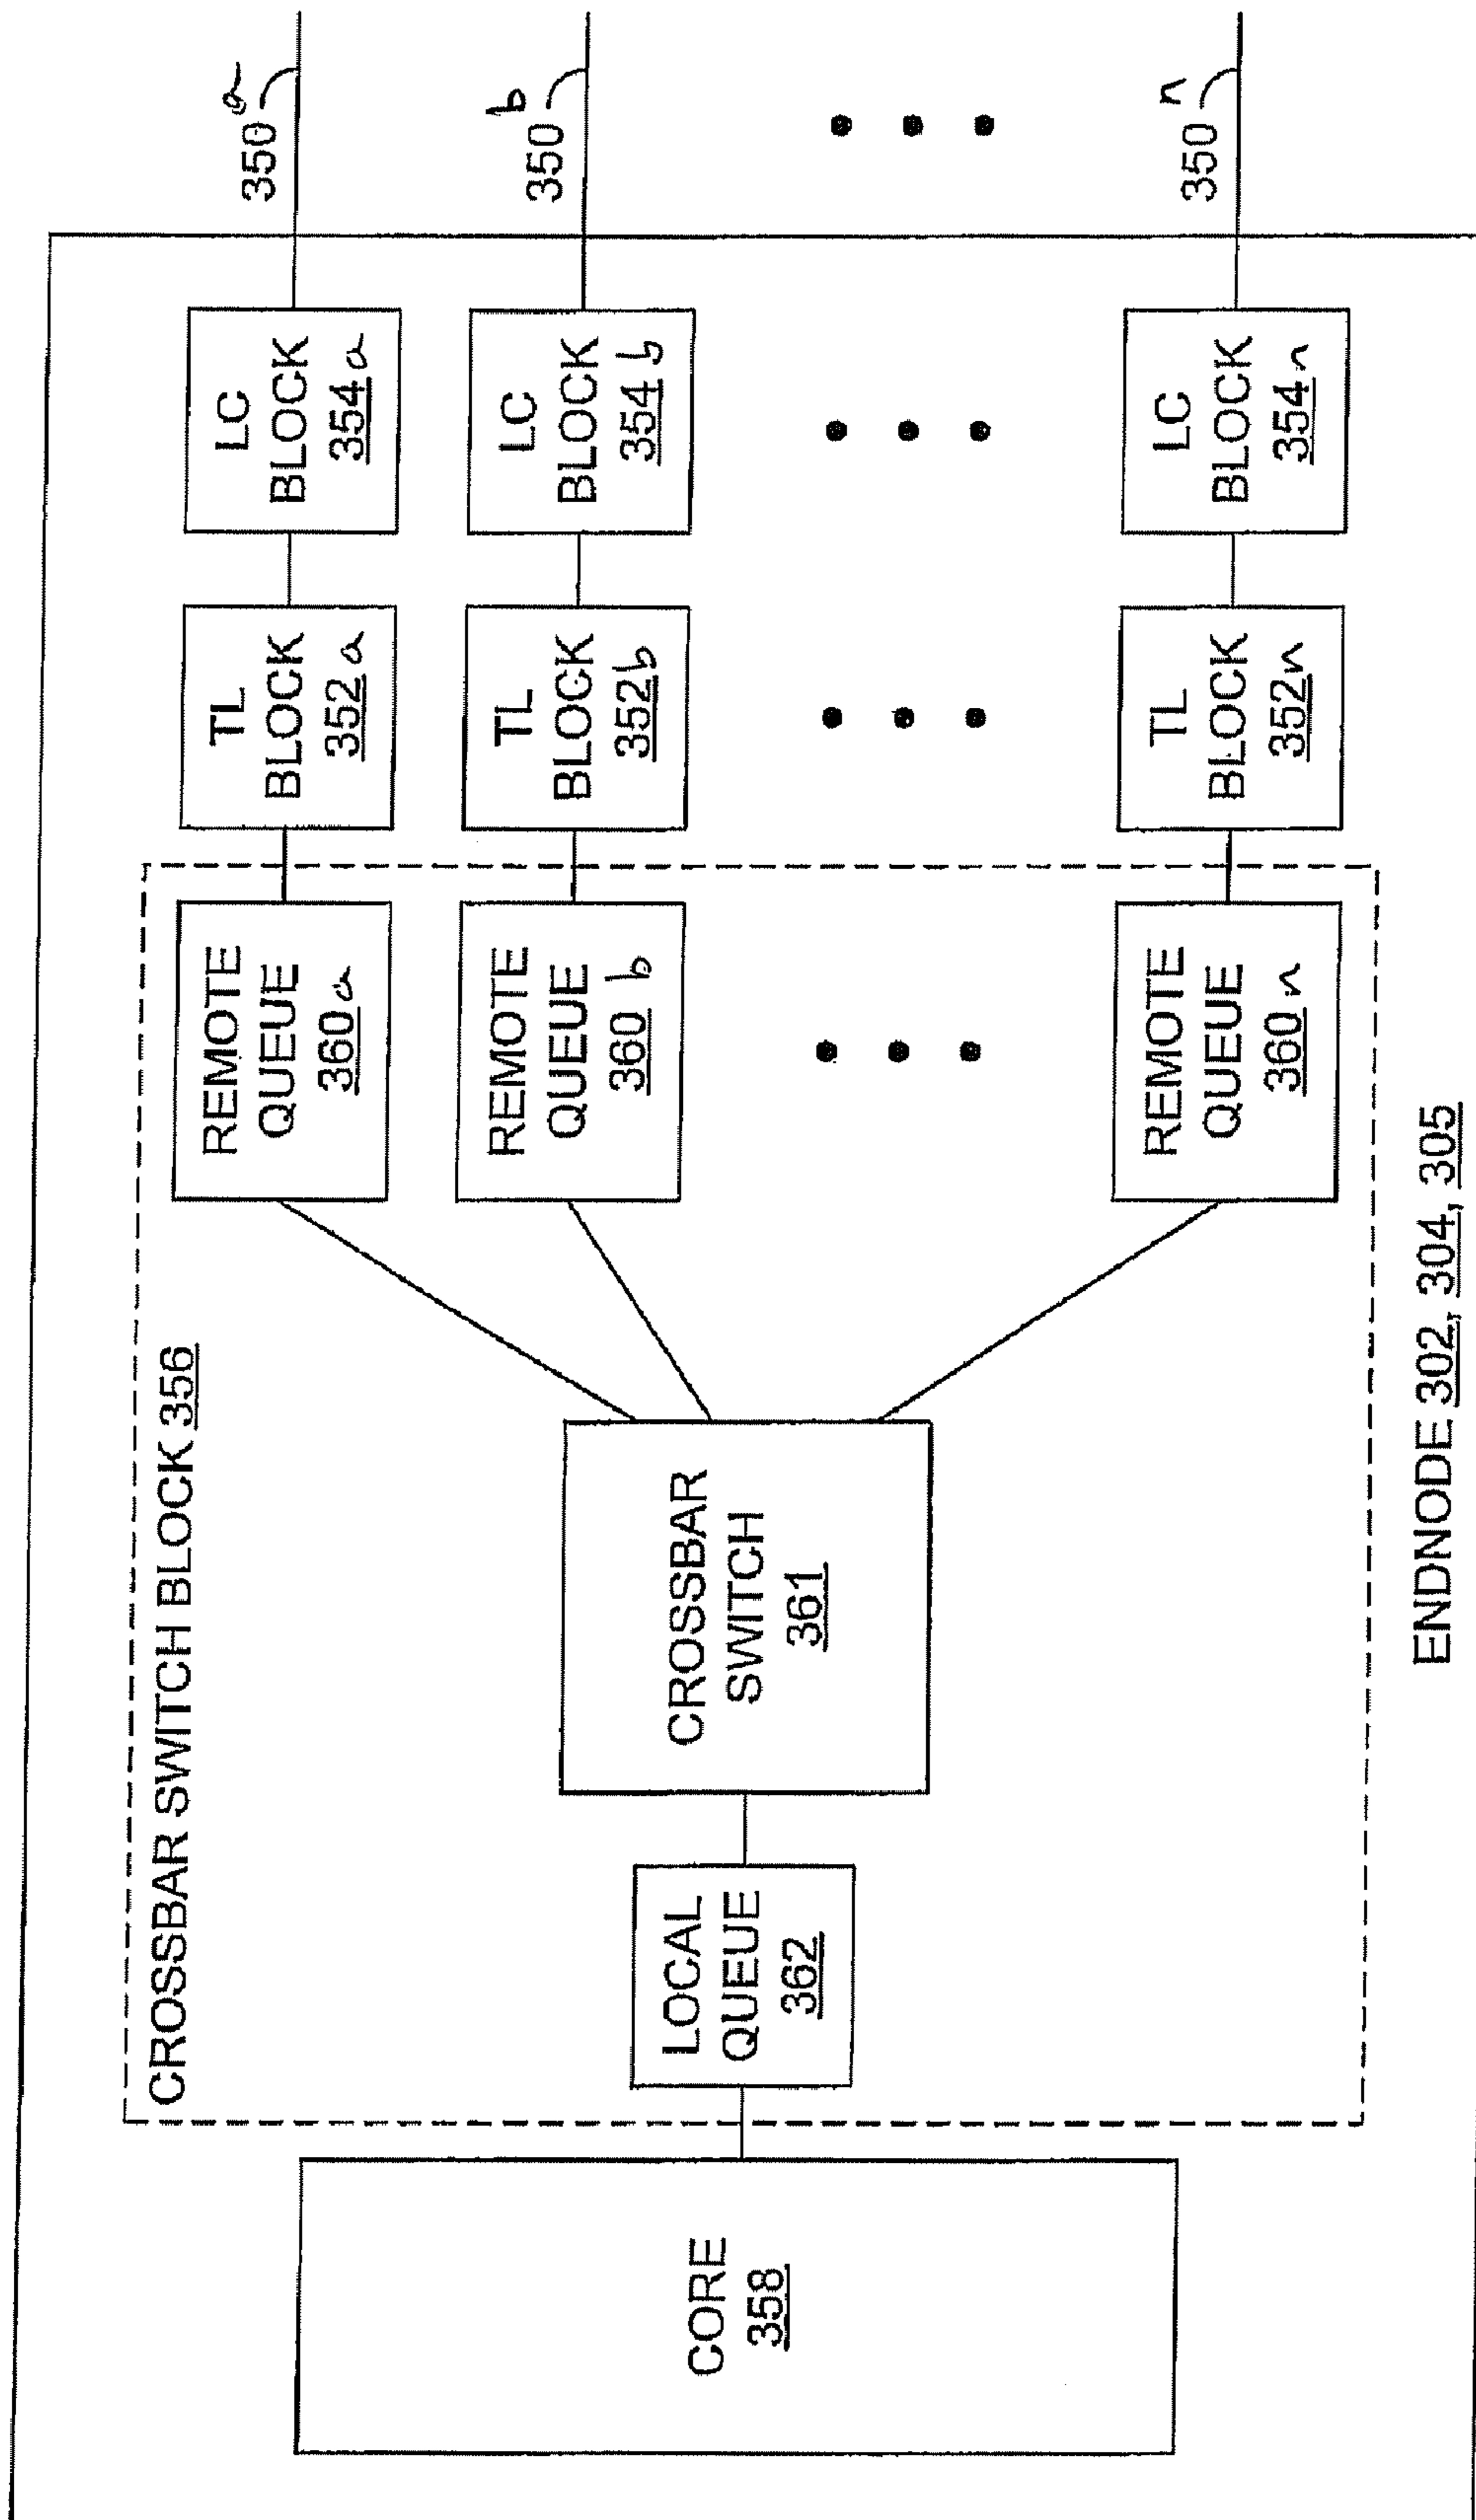 CROSSBAR SWITCH BLOCK 356
CORE
358
LOCAL
QUEUE
362
CROSSBAR
SWITCH
361
REMOTE
QUEUE
360a
TL
BLOCK
352a
LC
BLOCK
354a
350a
REMOTE
QUEUE
360b
TL
BLOCK
352b
LC
BLOCK
354b
350b
REMOTE
QUEUE
360n
TL
BLOCK
352n
LC
BLOCK
354n
350n
ENDNODE 302, 304, 305